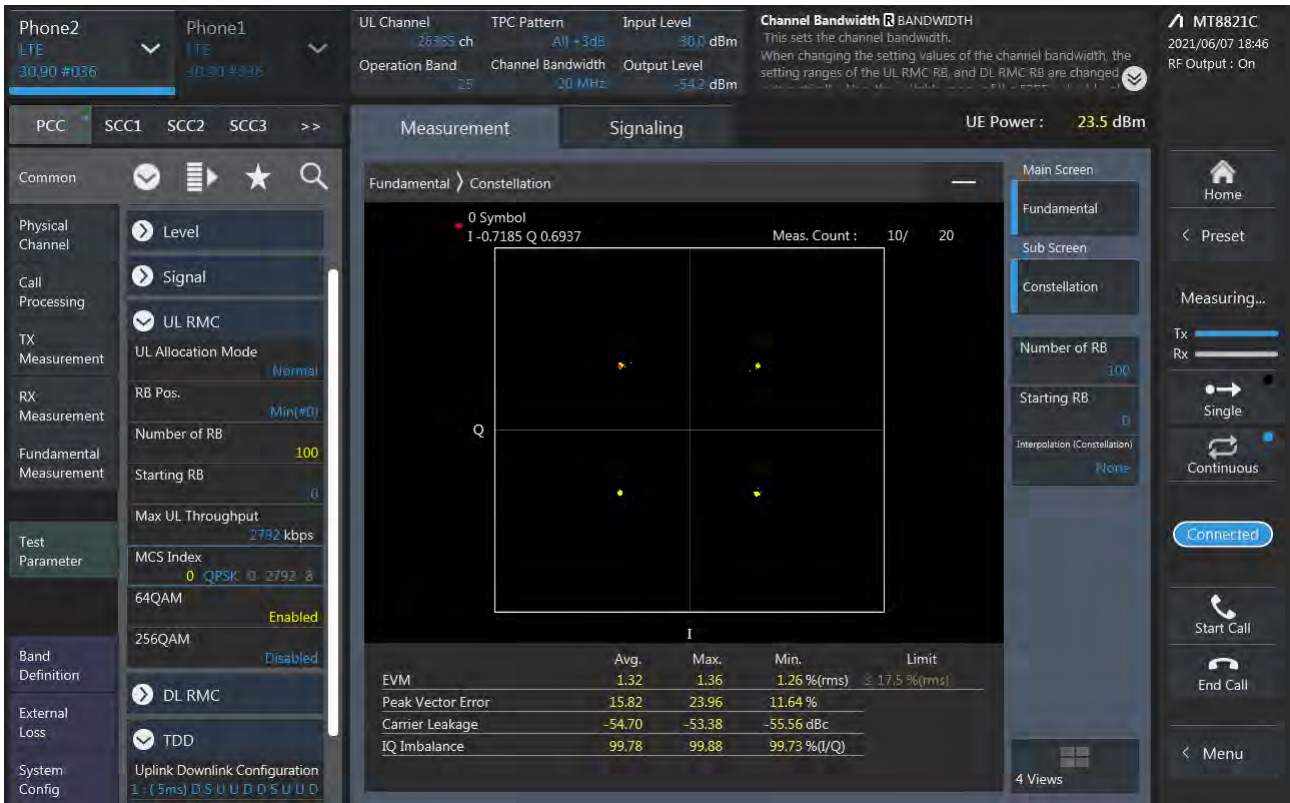 Phone2
LTE
30.90 #036
Phone1
LTE
30.90 #036
UL Channel
26365 ch
Operation Band
25
TPC Pattern
All +3dB
Channel Bandwidth
20 MHz
Input Level
30.0 dBm
Output Level
-54.2 dBm
Channel Bandwidth R BANDWIDTH
This sets the channel bandwidth.
When changing the setting values of the channel bandwidth, the
setting ranges of the UL RMC RB, and DL RMC RB are changed
MT8821C
2021/06/07 18:46
RF Output : On
PCC SCC1 SCC2 SCC3 >>
Measurement
Signaling
UE Power : 23.5 dBm
Common
Physical
Channel
Call
Processing
TX
Measurement
RX
Measurement
Fundamental
Measurement
Test
Parameter
Band
Definition
External
Loss
System
Config
Level
Signal
UL RMC
UL Allocation Mode
Normal
RB Pos.
Min(#0)
Number of RB
100
Starting RB
0
Max UL Throughput
2792 kbps
MCS Index
0 QPSK 0 2792 8
64QAM
Enabled
256QAM
Disabled
DL RMC
TDD
Uplink Downlink Configuration
1 : ( 5ms) D S U U D D S U U D
Fundamental 〉 Constellation
0 Symbol
I -0.7185 Q 0.6937
Meas. Count : 10/ 20
Q
I
Avg. Max. Min. Limit
EVM 1.32 1.36 1.26 %(rms) ≤ 17.5 %(rms)
Peak Vector Error 15.82 23.96 11.64 %
Carrier Leakage -54.70 -53.38 -55.56 dBc
IQ Imbalance 99.78 99.88 99.73 %(I/Q)
Main Screen
Fundamental
Sub Screen
Constellation
Number of RB
100
Starting RB
0
Interpolation (Constellation)
None
4 Views
Home
< Preset
Measuring...
Tx
Rx
Single
Continuous
Connected
Start Call
End Call
< Menu